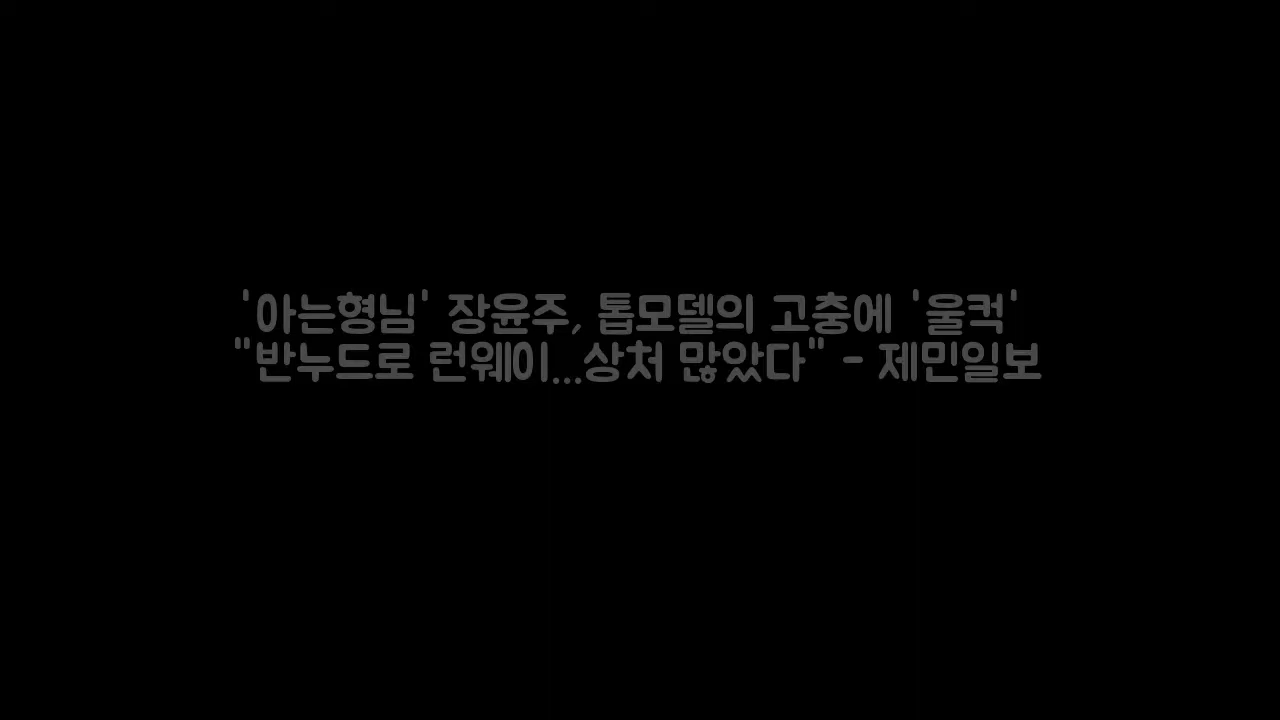 '아는형님' 장윤주, 톱모델의 고충에 '울컥'
"반누드로 런웨이...상처 많았다" - 제민일보